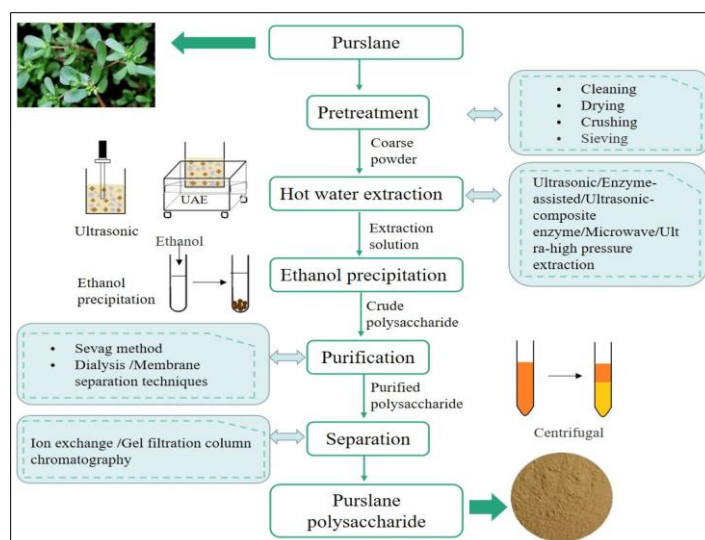 Purslane
Pretreatment
• Cleaning
• Drying
• Crushing
• Sieving
Coarse
powder
UAE
Ultrasonic
Hot water extraction
Ultrasonic/Enzyme-
assisted/Ultrasonic-
composite
enzyme/Microwave/Ult
ra-high pressure
extraction
Extraction
solution
Ethanol
Ethanol
precipitation
Ethanol precipitation
Crude
polysaccharide
• Sevag method
• Dialysis /Membrane
separation techniques
Purification
Purified
polysaccharide
Centrifugal
Ion exchange /Gel filtration column
chromatography
Separation
Purslane
polysaccharide